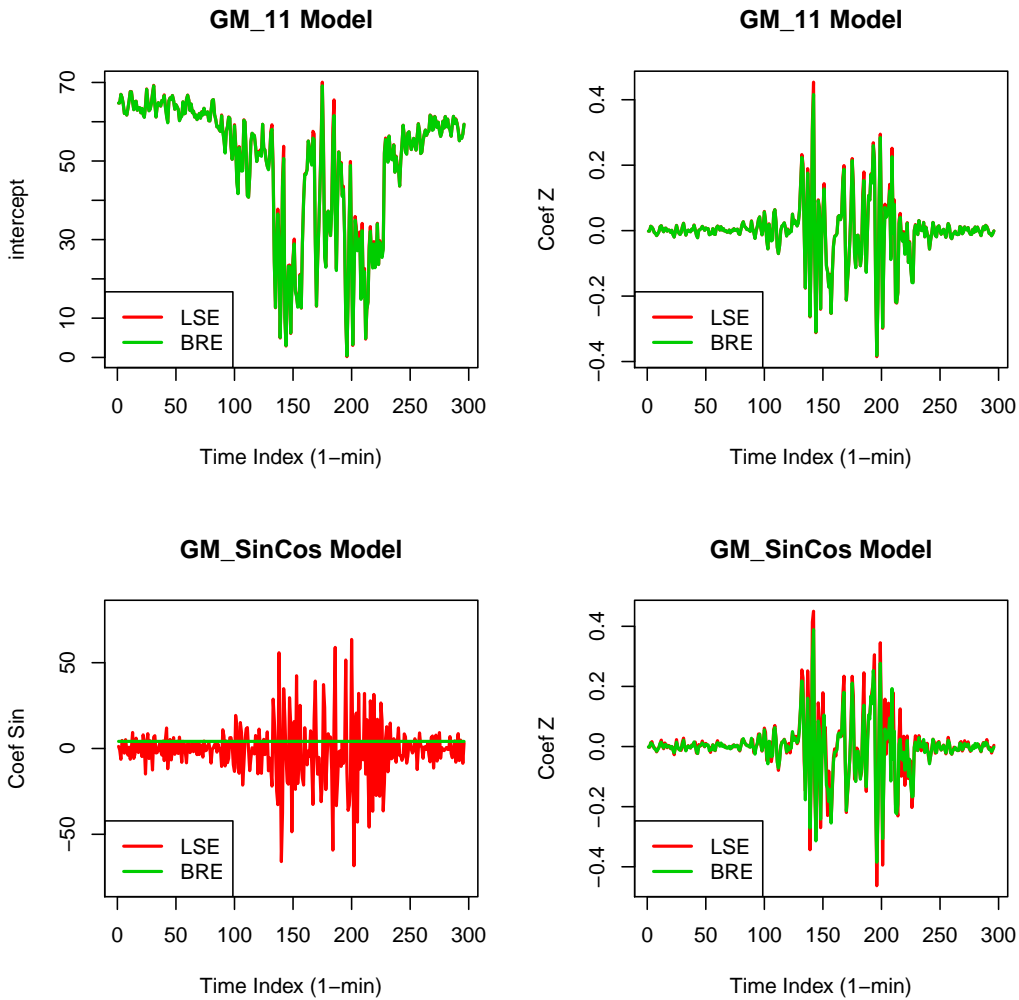 GM_11 Model
intercept
0
10
30
50
70
LSE
BRE
0 50 100 150 200 250 300
Time Index (1−min)
GM_11 Model
Coef Z
−0.4
−0.2
0.0
0.2
0.4
LSE
BRE
0 50 100 150 200 250 300
Time Index (1−min)
GM_SinCos Model
Coef Sin
−50
0
50
LSE
BRE
0 50 100 150 200 250 300
Time Index (1−min)
GM_SinCos Model
Coef Z
−0.4
−0.2
0.0
0.2
0.4
LSE
BRE
0 50 100 150 200 250 300
Time Index (1−min)